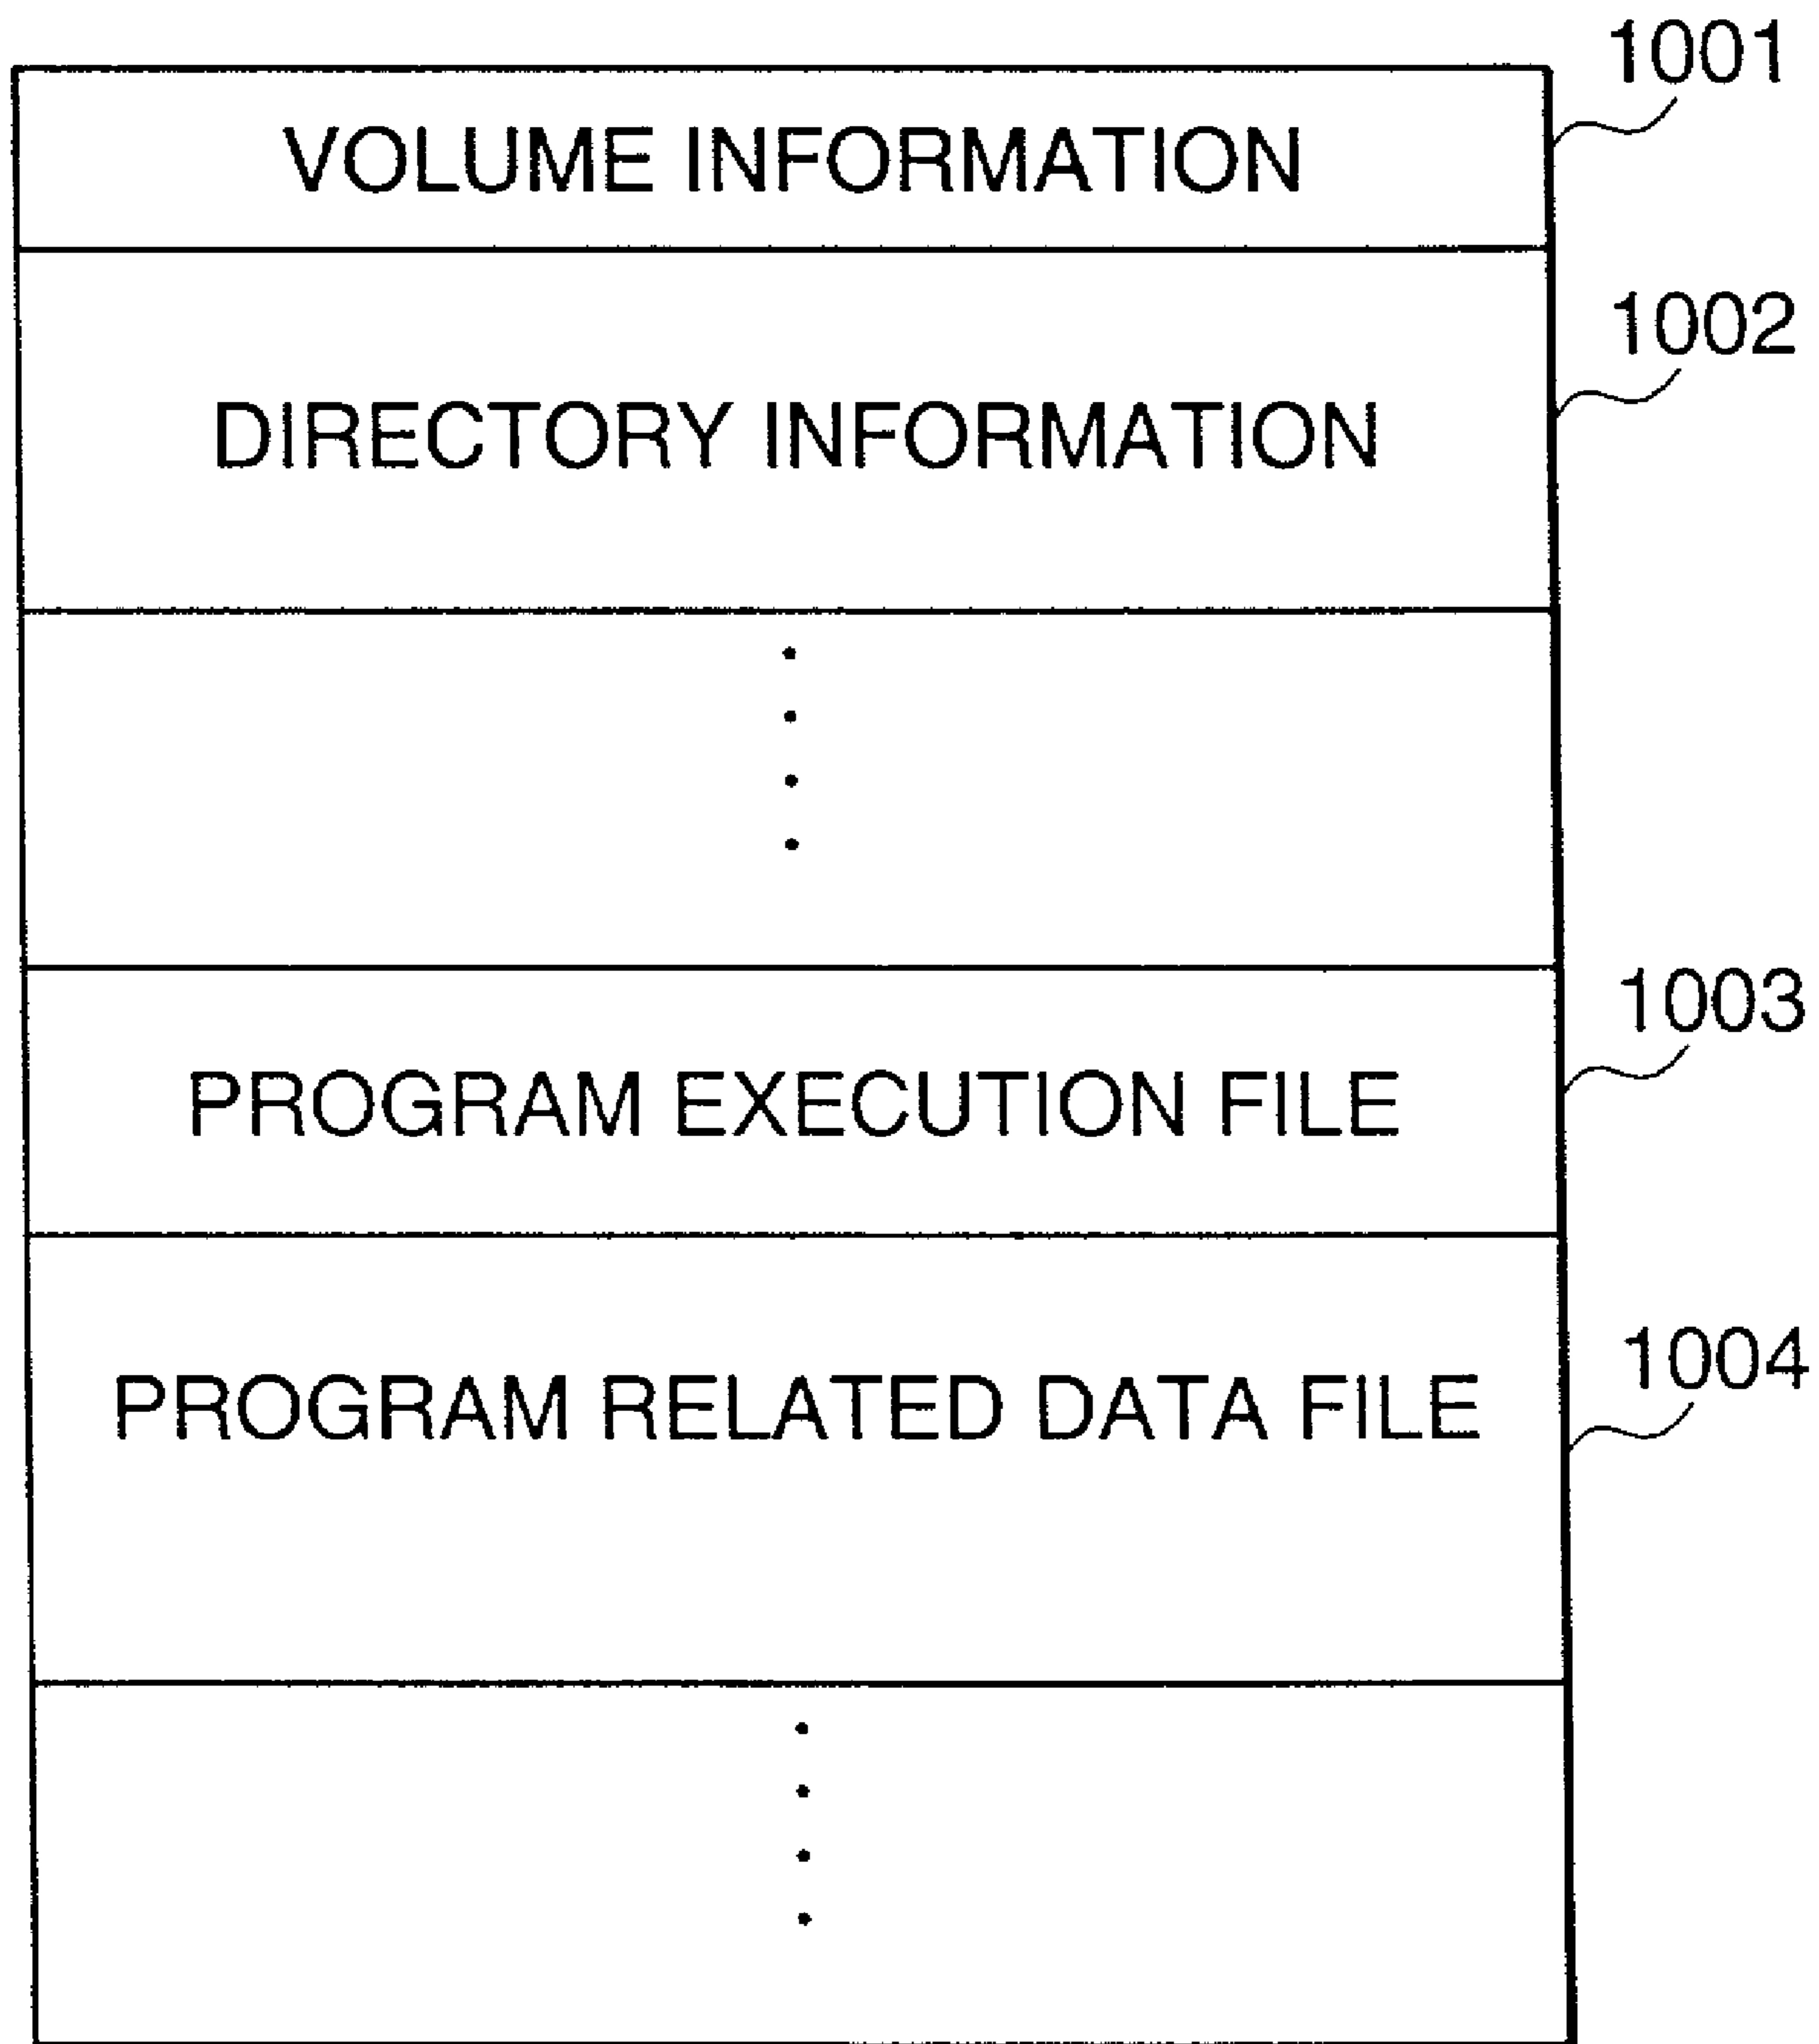 1001
VOLUME INFORMATION
1002
DIRECTORY INFORMATION
1003
PROGRAM EXECUTION FILE
1004
PROGRAM RELATED DATA FILE